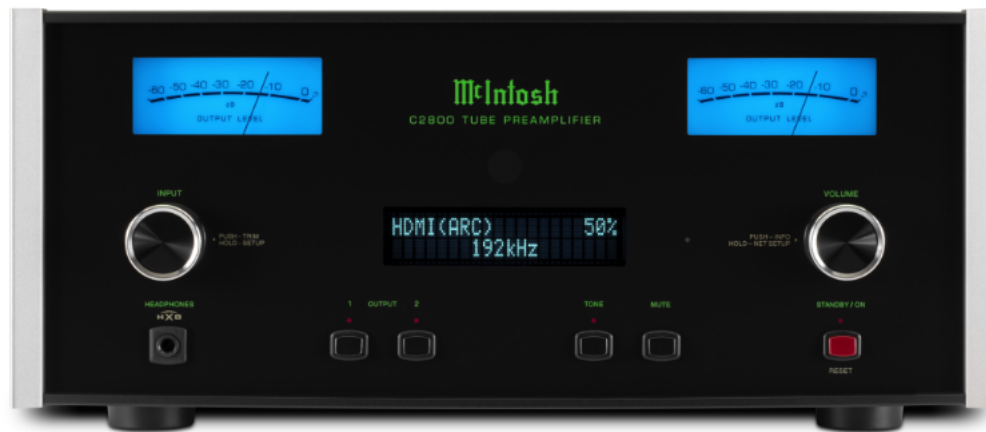 -60 -50 -40 -30 -20 -10 0
dB
OUTPUT LEVEL
McIntosh
C2800 TUBE PREAMPLIFIER
-60 -50 -40 -30 -20 -10 0
dB
OUTPUT LEVEL
INPUT
PUSH - TRIM
HOLD - SETUP
HDMI(ARC) 50%
192kHz
VOLUME
PUSH - INFO
HOLD - NET SETUP
HEADPHONES
HXD
1 OUTPUT 2
TONE
MUTE
STANDBY / ON
RESET